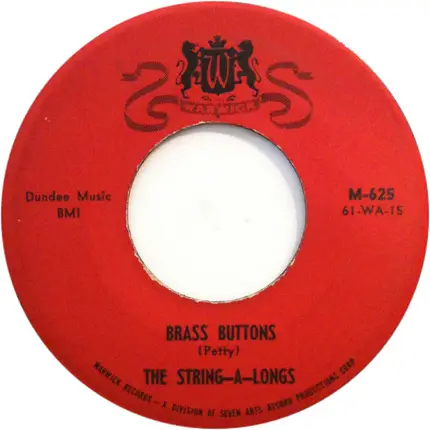 W
WARWICK
Dundee Music
BMI
M-625
61-WA-15
BRASS BUTTONS
(Petty)
THE STRING-A-LONGS
WARWICK RECORDS - A DIVISION OF SEVEN ARTS RECORD PRODUCTIONS CORP.